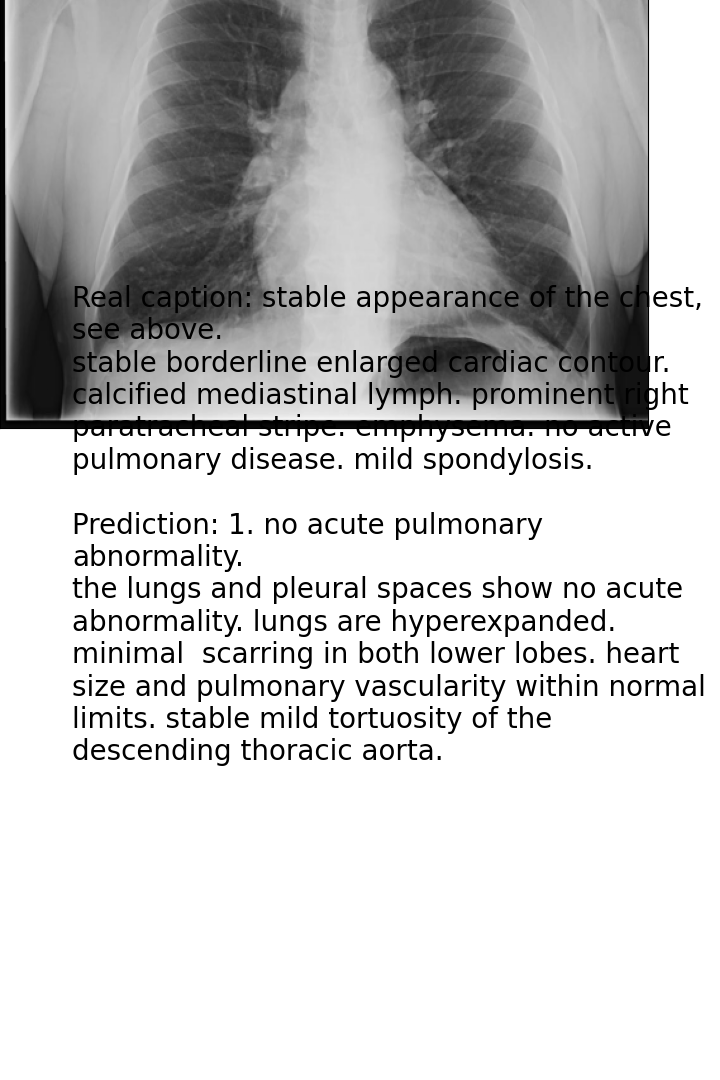 Real caption: stable appearance of the chest,
see above.
stable borderline enlarged cardiac contour.
calcified mediastinal lymph. prominent right
paratracheal stripe. emphysema. no active
pulmonary disease. mild spondylosis.
Prediction: 1. no acute pulmonary
abnormality.
the lungs and pleural spaces show no acute
abnormality. lungs are hyperexpanded.
minimal  scarring in both lower lobes. heart
size and pulmonary vascularity within normal
limits. stable mild tortuosity of the
descending thoracic aorta.